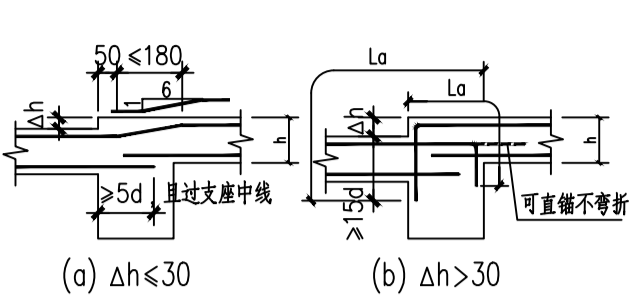 50 ≤180
1
6
Δh
h
≥5d，且过支座中线
(a) Δh≤30
La
La
Δh
h
≥15d
可直锚不弯折
(b) Δh>30